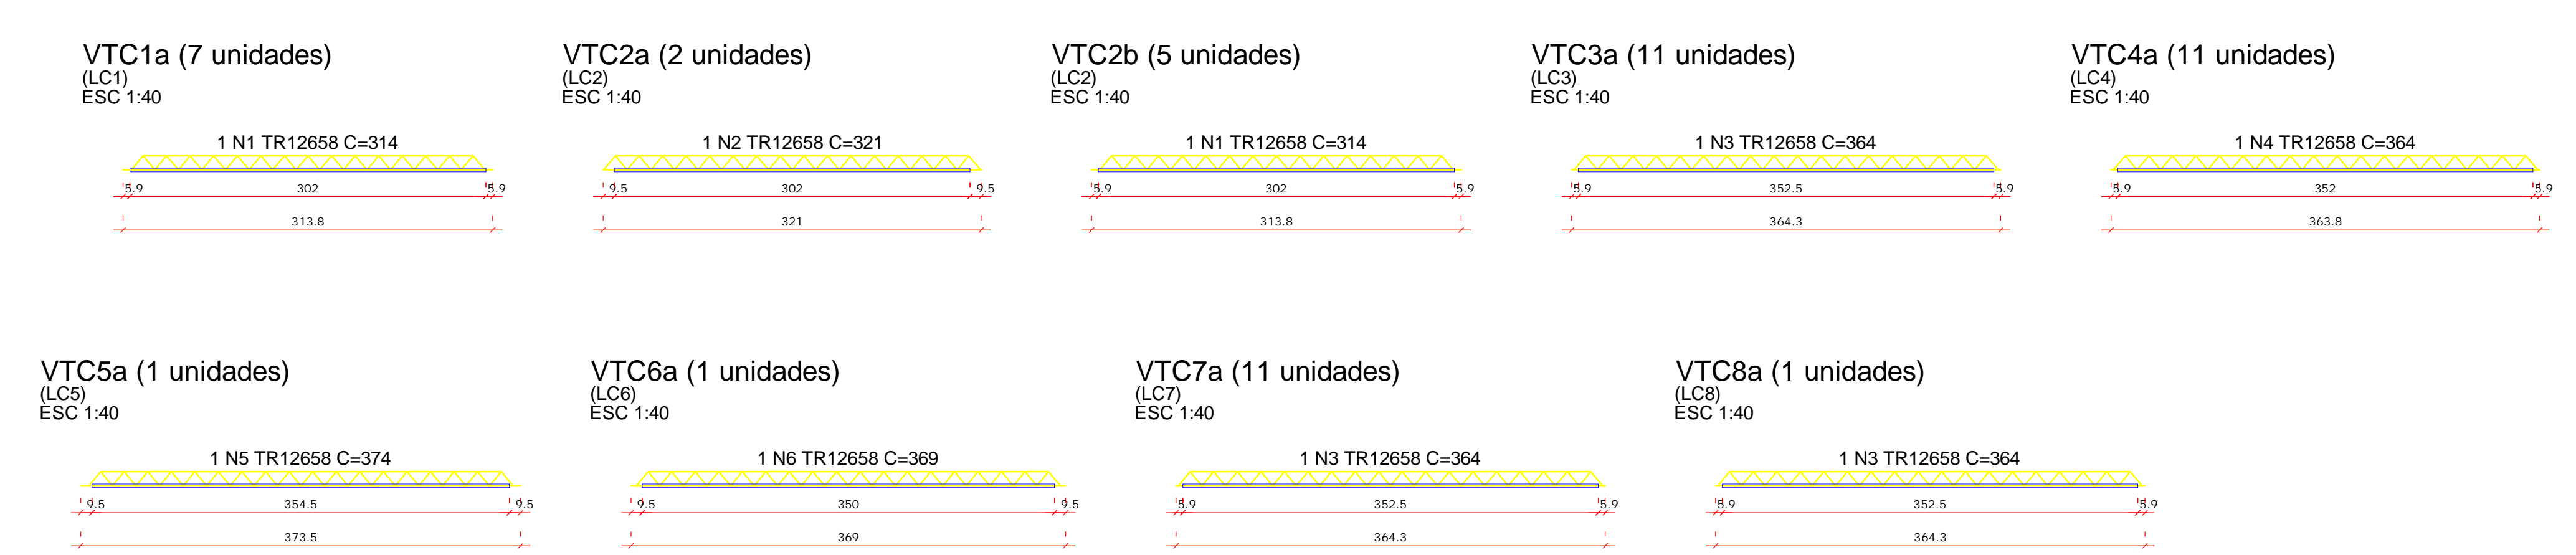 VTC1a (7 unidades)
(LC1)
ESC 1:40
1 N1 TR12658 C=314
5.9 302 5.9
313.8
VTC2a (2 unidades)
(LC2)
ESC 1:40
1 N2 TR12658 C=321
9.5 302 9.5
321
VTC2b (5 unidades)
(LC2)
ESC 1:40
1 N1 TR12658 C=314
5.9 302 5.9
313.8
VTC3a (11 unidades)
(LC3)
ESC 1:40
1 N3 TR12658 C=364
5.9 352.5 5.9
364.3
VTC4a (11 unidades)
(LC4)
ESC 1:40
1 N4 TR12658 C=364
5.9 352 5.9
363.8
VTC5a (1 unidades)
(LC5)
ESC 1:40
1 N5 TR12658 C=374
9.5 354.5 9.5
373.5
VTC6a (1 unidades)
(LC6)
ESC 1:40
1 N6 TR12658 C=369
9.5 350 9.5
369
VTC7a (11 unidades)
(LC7)
ESC 1:40
1 N3 TR12658 C=364
5.9 352.5 5.9
364.3
VTC8a (1 unidades)
(LC8)
ESC 1:40
1 N3 TR12658 C=364
5.9 352.5 5.9
364.3